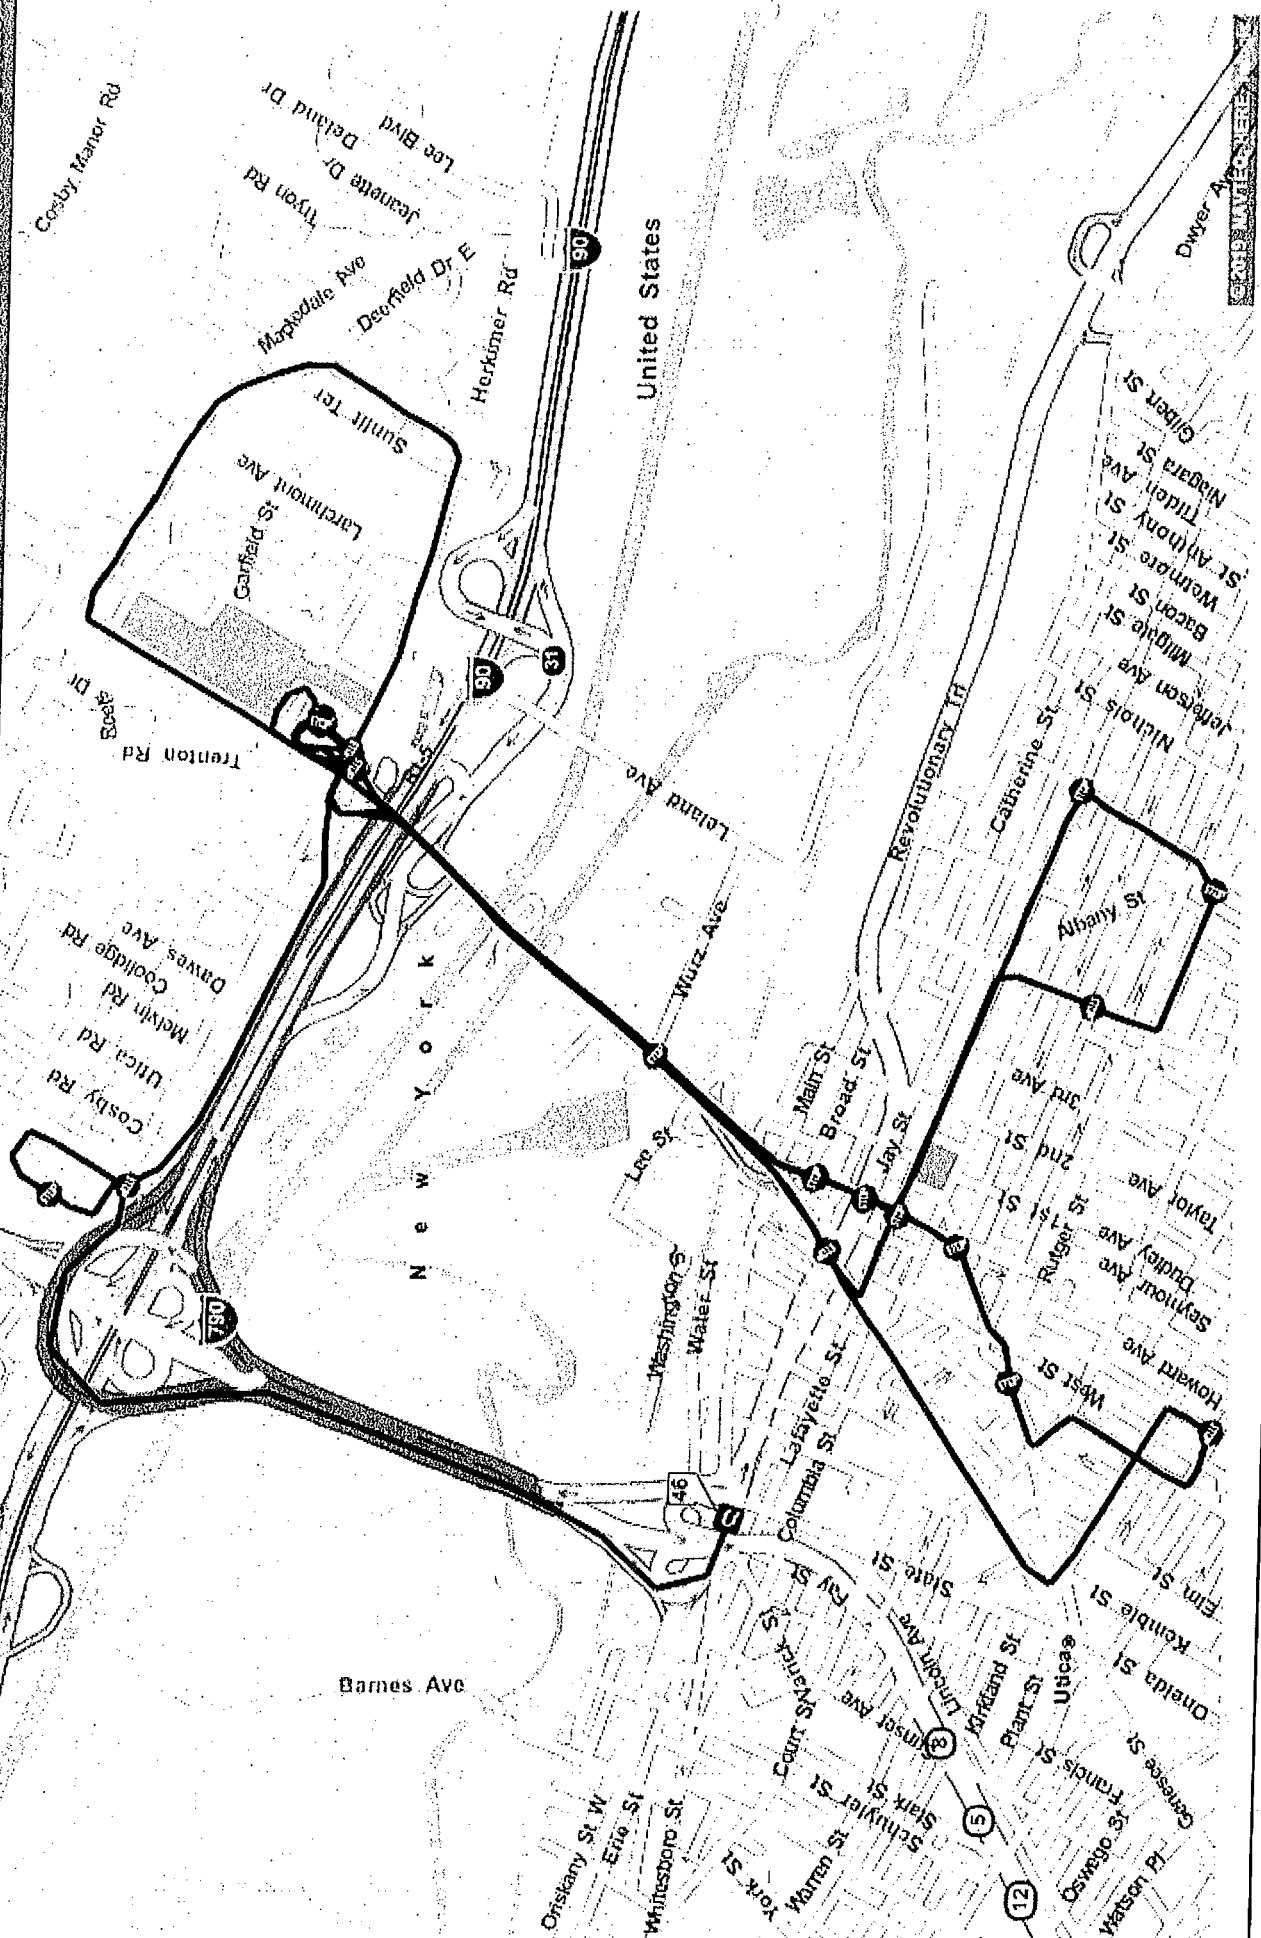 Cosby Manor Rd
Deland Dr
Lee Blvd
Jeanette Dr
Tryon Rd
Mapledale Ave
Deerfield Dr E
Herkimer Rd
90
United States
Dwyer Ave
Sunlit Ter
Larchmont Ave
Garfield St
Gilbert St
Niagara St
Tilden Ave
St Anthony St
Wetmore St
Bacon St
Milgate St
Jefferson Ave
Nichols St
90
31
Trenton Rd
Leland Ave
Revolutionary Trl
Catherine St
Albany St
Wurz Ave
Dawes Ave
Coolidge Rd
Melvin Rd
Utica Rd
Cosby Rd
New York
Main St
Broad St
Jay St
Lee St
3rd Ave
2nd St
1st St
Rutger St
Taylor Ave
Dudley Ave
Seymour Ave
Howard Ave
West St
790
Washington St
Water St
Lafayette St
Columbia St
46
State St
Fay St
Elm St
Kemble St
Oneida St
Lincoln Ave
Kirkland St
Plant St
Utica
Barnes Ave
Court St
Varick St
8
Francis St
Genesee St
Stark St
Schuyler St
5
Oriskany St W
Erie St
Whitesboro St
York St
Warren St
12
Oswego St
Watson Pl